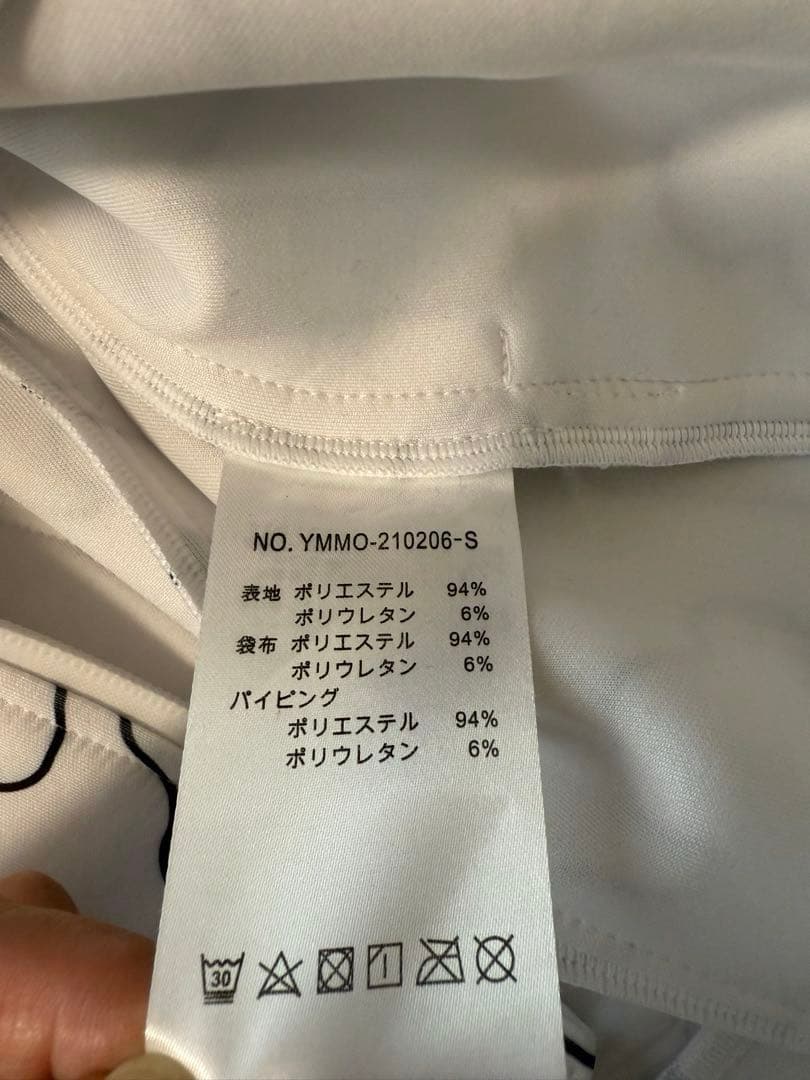 NO. YMMO-210206-S
表地 ポリエステル 94%
ポリウレタン 6%
袋布 ポリエステル 94%
ポリウレタン 6%
パイピング
ポリエステル 94%
ポリウレタン 6%
30